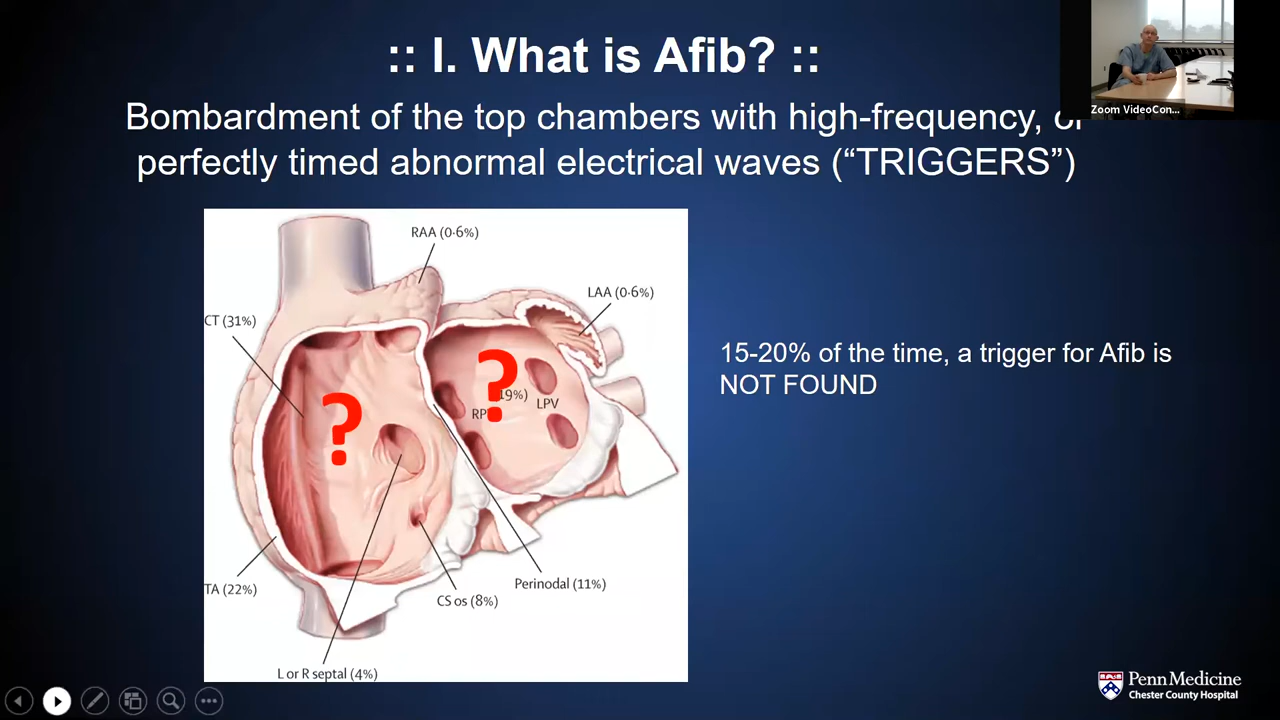 :: I. What is Afib? ::
Bombardment of the top chambers with high-frequency, or
perfectly timed abnormal electrical waves (“TRIGGERS”)
Zoom VideoCon...
RAA (0·6%)
LAA (0·6%)
CT (31%)
15-20% of the time, a trigger for Afib is
NOT FOUND
19%)
RP
LPV
Perinodal (11%)
TA (22%)
CS os (8%)
L or R septal (4%)
Penn Medicine
Chester County Hospital